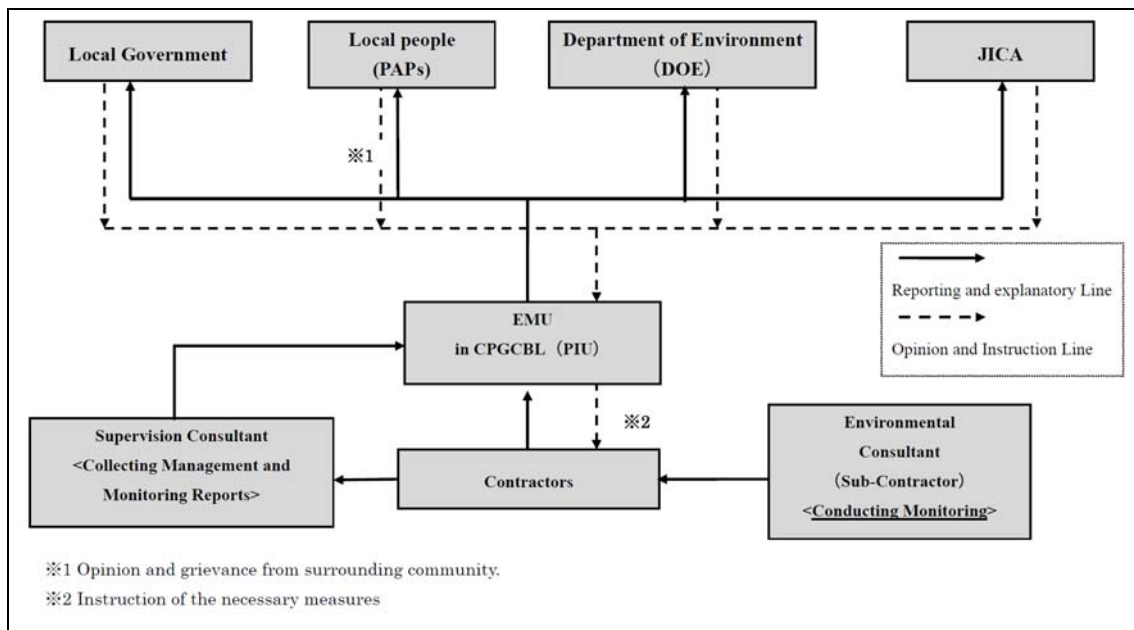 Local Government
Local people
(PAPs)
Department of Environment
（DOE）
JICA
※1
Reporting and explanatory Line
Opinion and Instruction Line
EMU
in CPGCBL（PIU）
※2
Supervision Consultant
<Collecting Management and
Monitoring Reports>
Contractors
Environmental
Consultant
（Sub-Contractor）
<Conducting Monitoring>
※1 Opinion and grievance from surrounding community.
※2 Instruction of the necessary measures